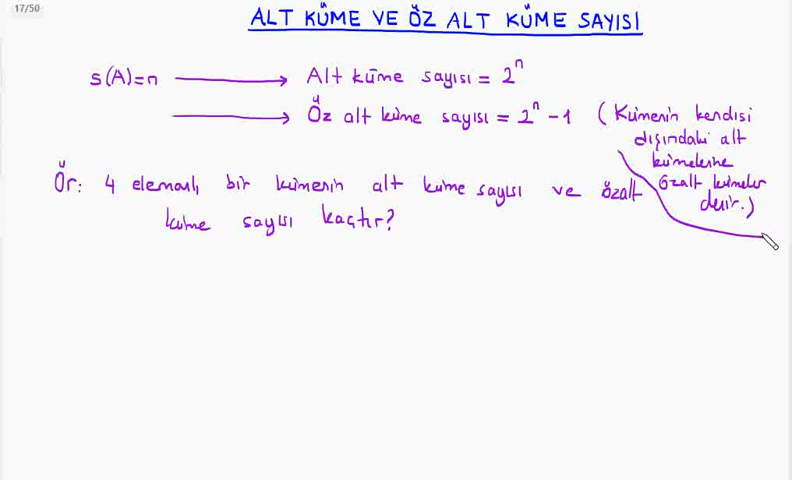 17/50
ALT KÜME VE ÖZ ALT KÜME SAYISI
s(A)=n → Alt küme sayısı = 2ⁿ
→ Öz alt küme sayısı = 2ⁿ - 1 (Kümenin kendisi
dışındaki alt
kümelerine
özalt kümeler
denir.)
Ör: 4 elemanlı bir kümenin alt küme sayısı ve özalt
küme sayısı kaçtır?